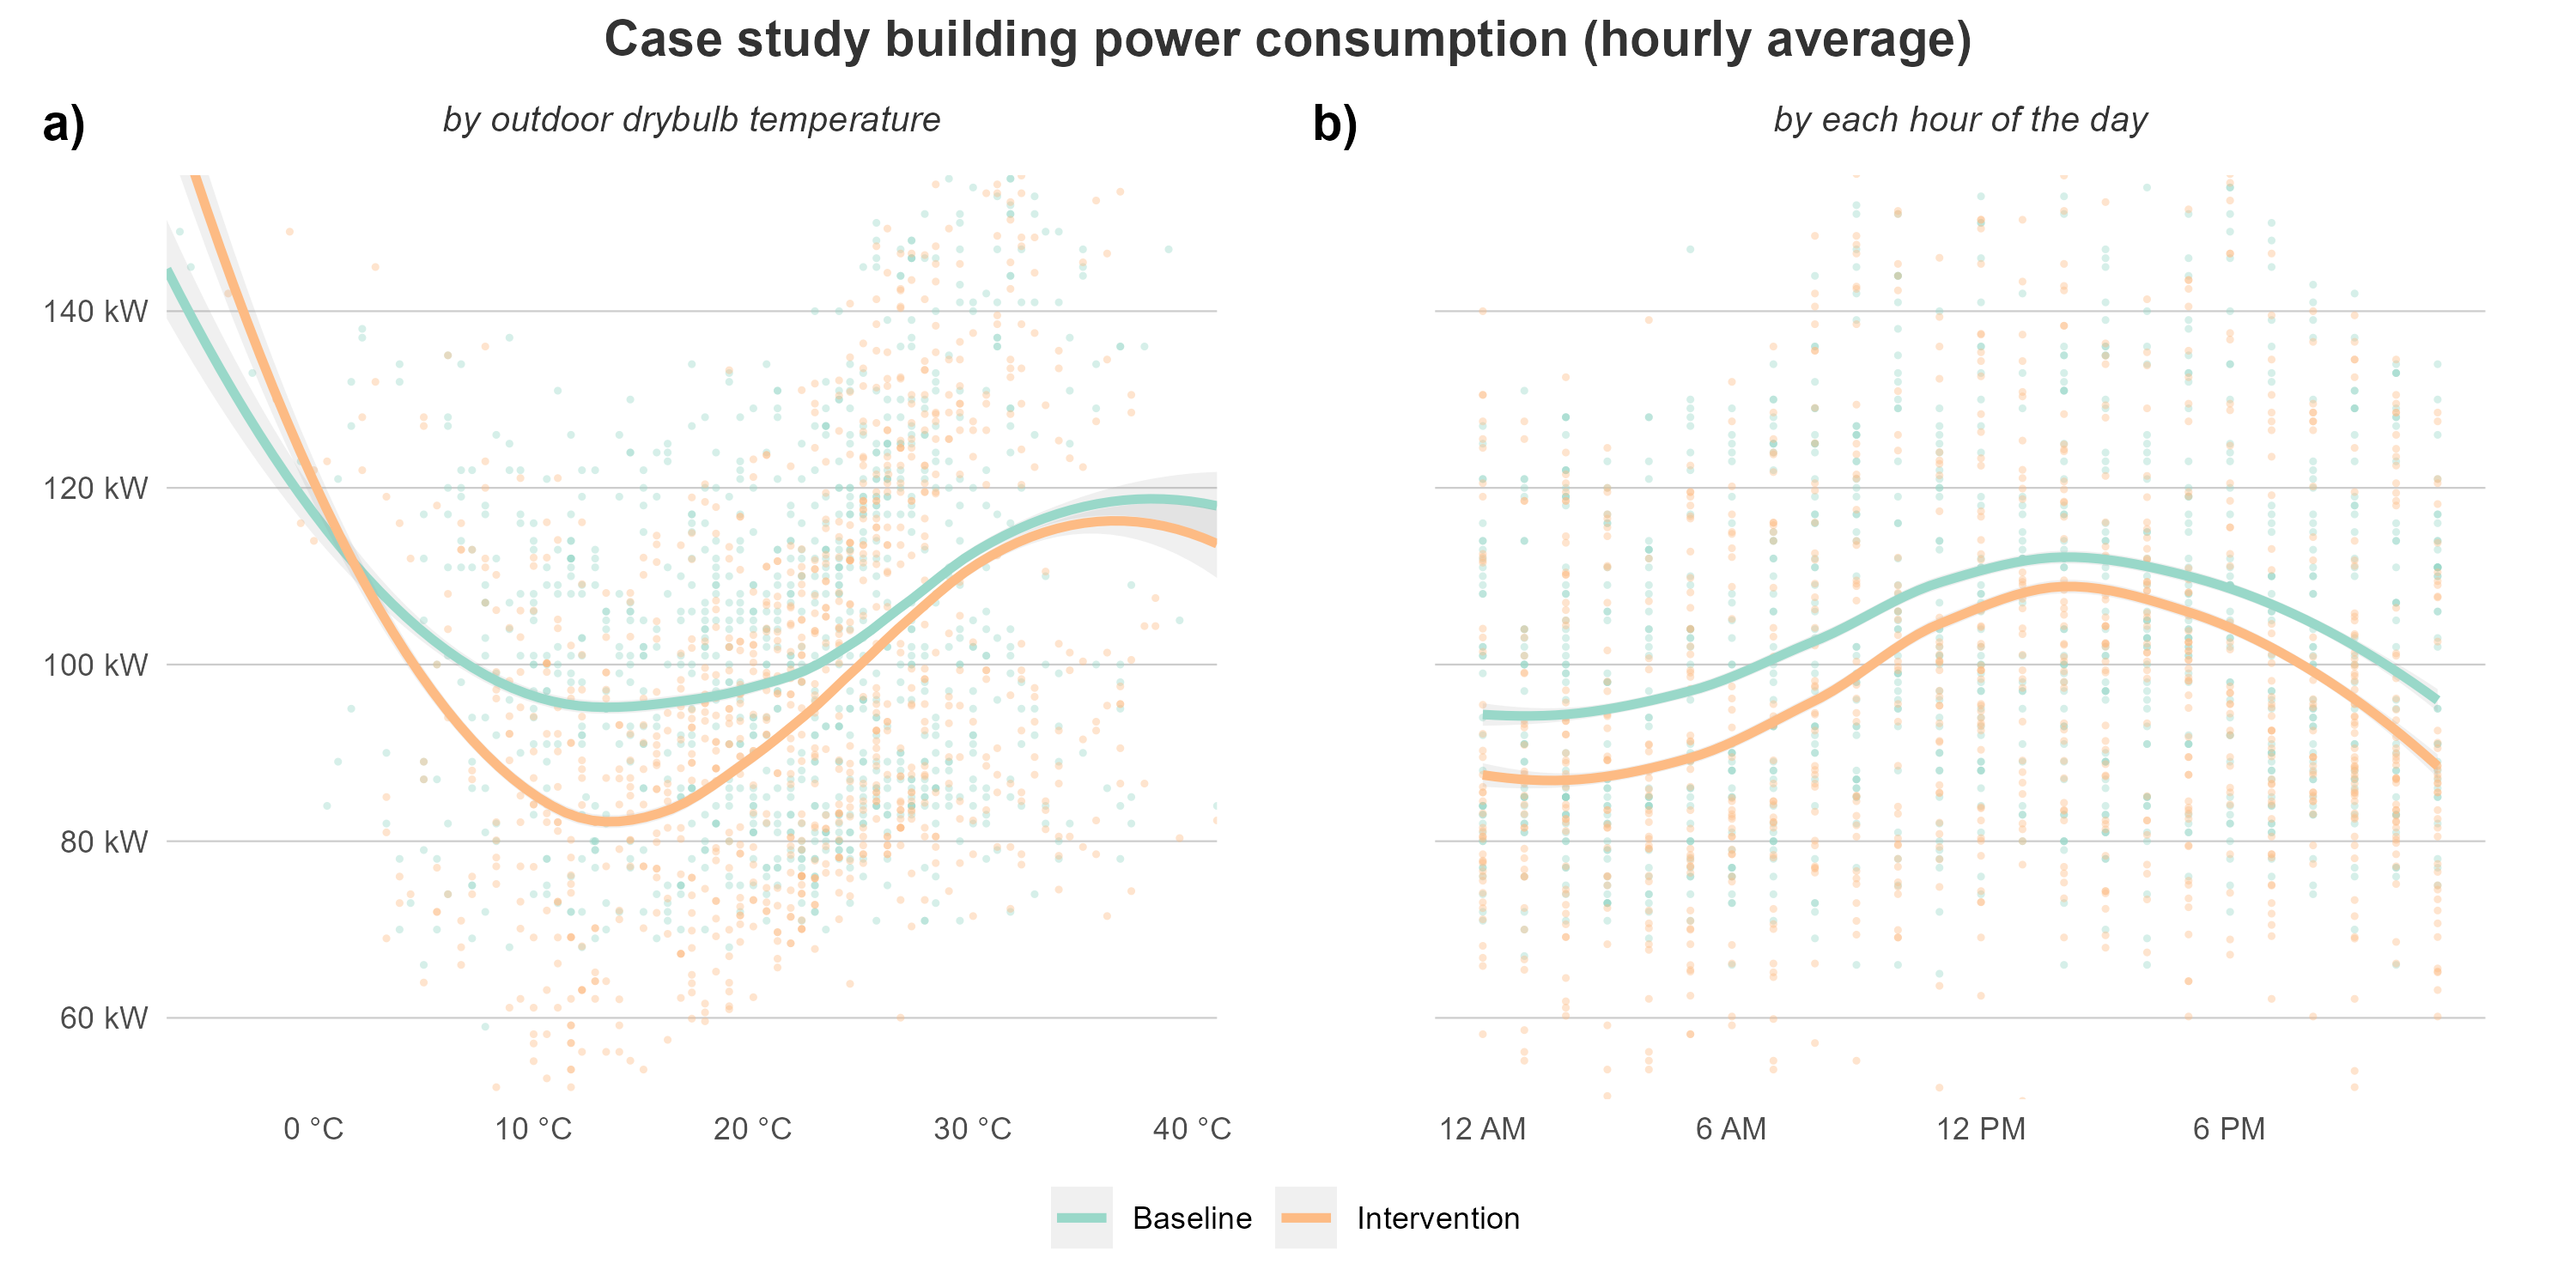 Case study building power consumption (hourly average)
a)
by outdoor drybulb temperature
b)
by each hour of the day
140 kW
120 kW
100 kW
80 kW
60 kW
0 °C 10 °C 20 °C 30 °C 40 °C
12 AM 6 AM 12 PM 6 PM
Baseline Intervention